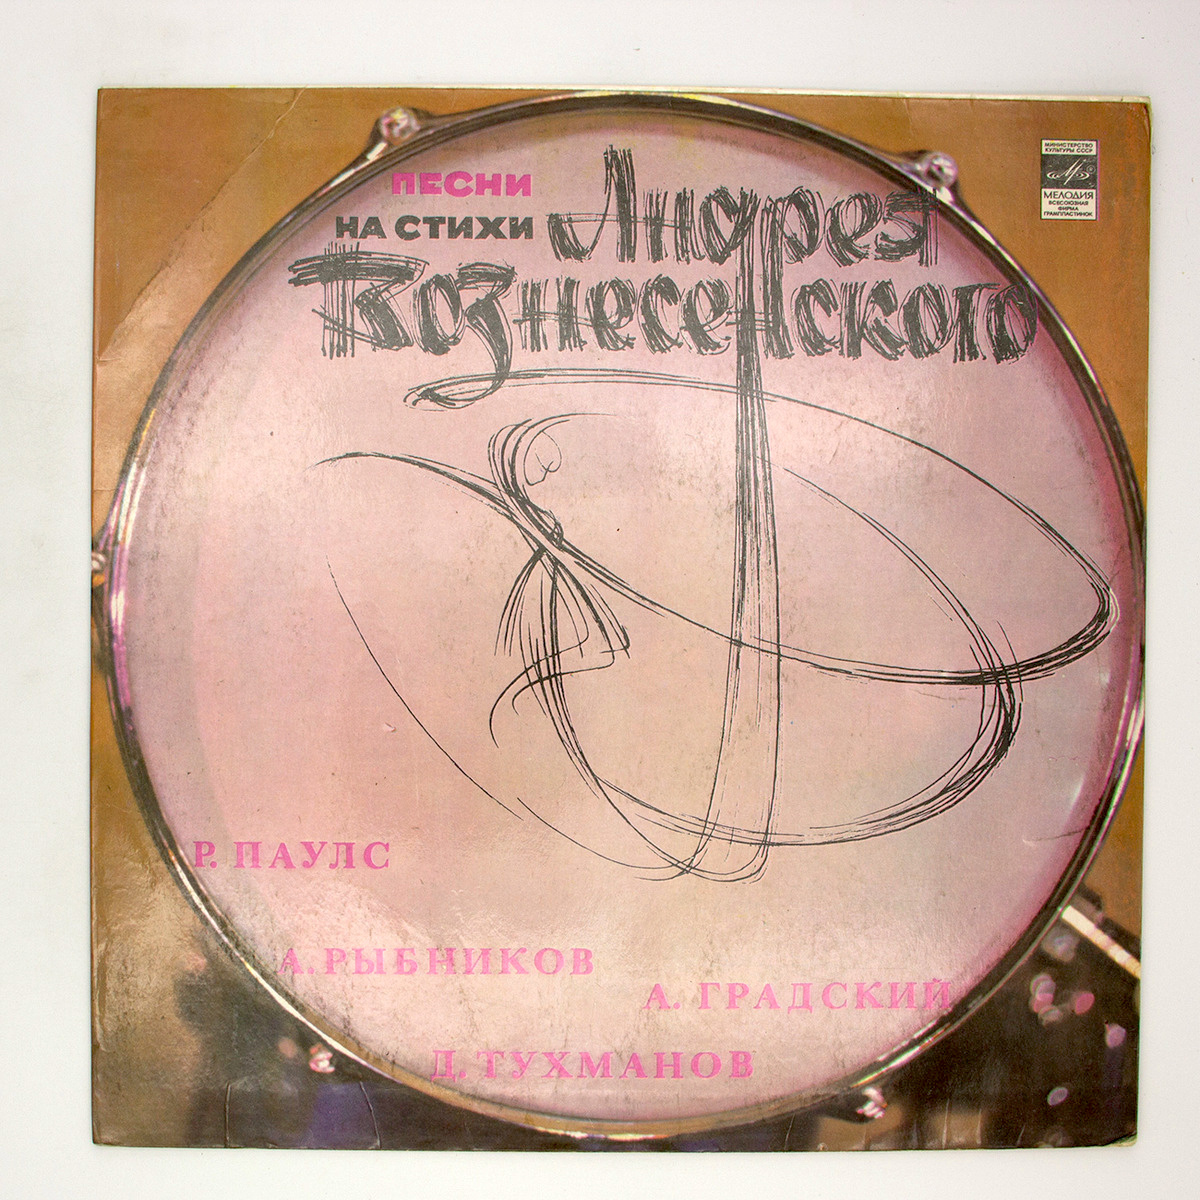 ПЕСНИ
НА СТИХИ Андрея
Вознесенского
МИНИСТЕРСТВО
КУЛЬТУРЫ СССР
МЕЛОДИЯ
ВСЕСОЮЗНАЯ
ФИРМА
ГРАМПЛАСТИНОК
Р. ПАУЛС
А. РЫБНИКОВ
А. ГРАДСКИЙ
Д. ТУХМАНОВ